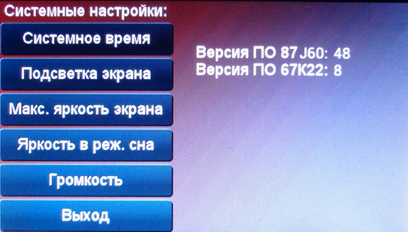 Системные настройки:
Системное время
Подсветка экрана
Макс. яркость экрана
Яркость в реж. сна
Громкость
Выход
Версия ПО 87J60: 48
Версия ПО 67К22: 8